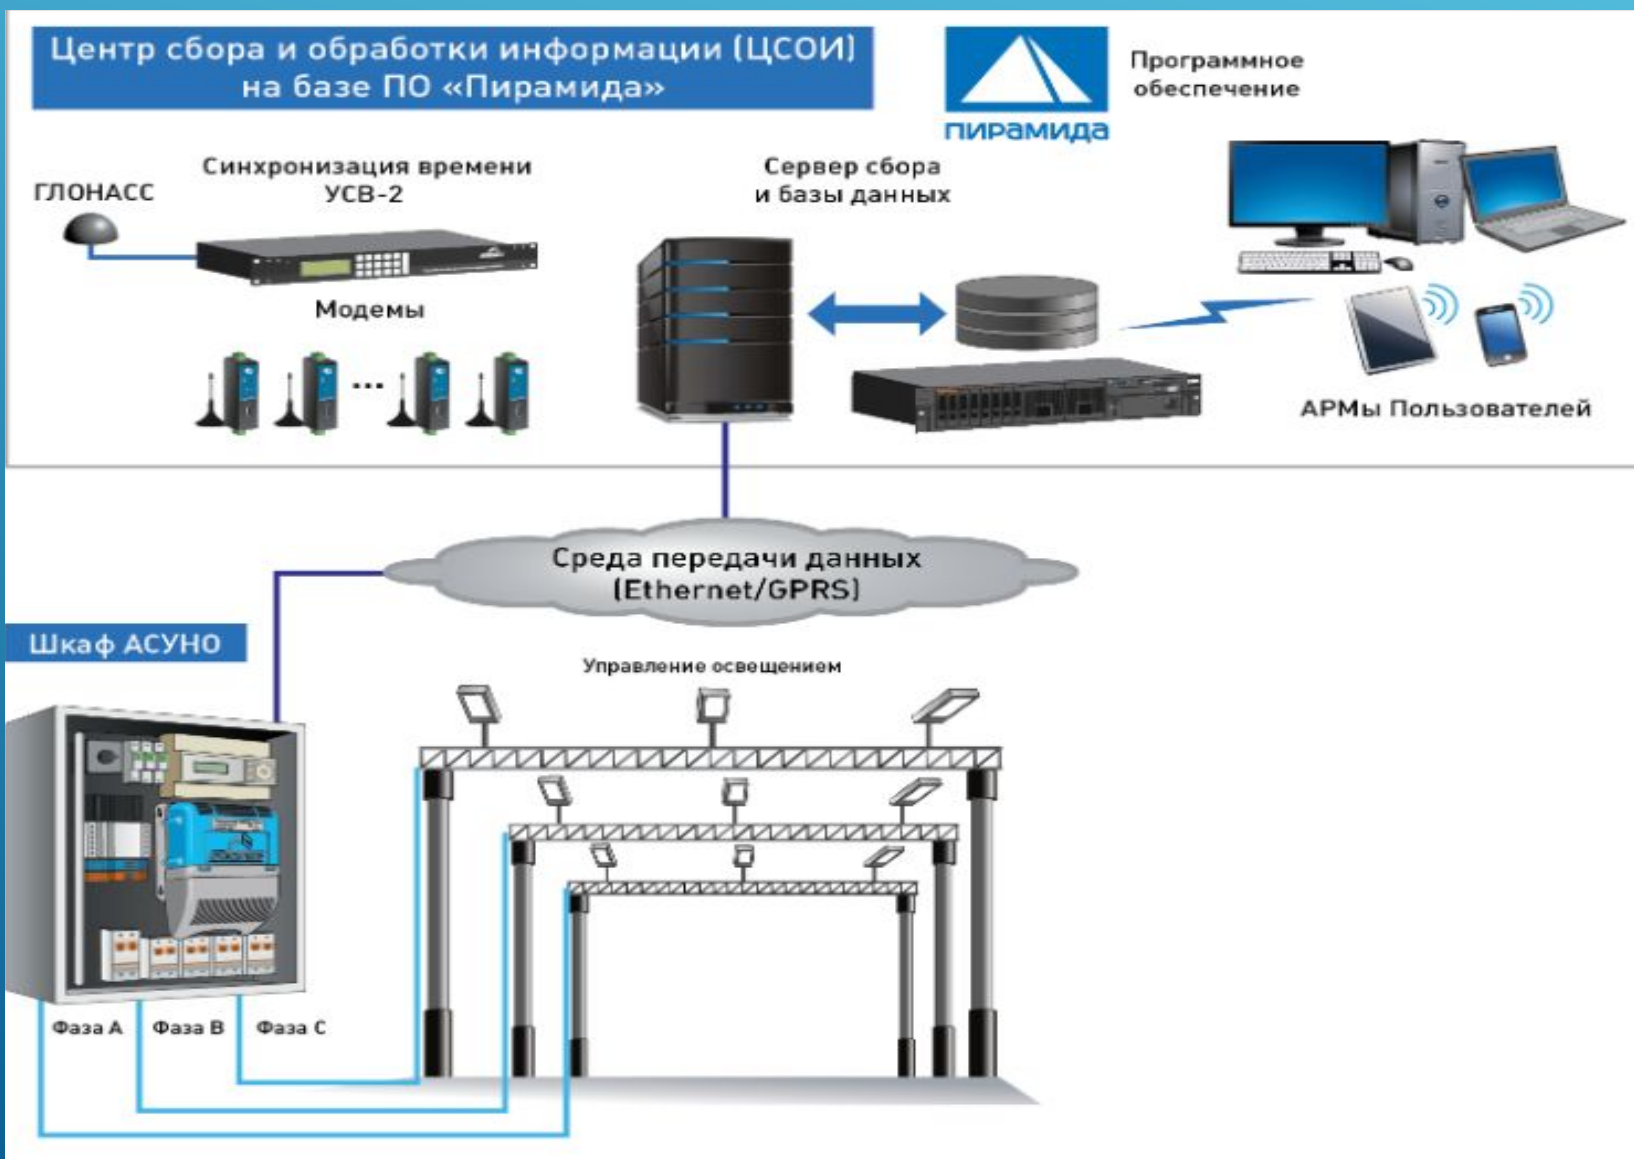 Центр сбора и обработки информации (ЦСОИ)
на базе ПО «Пирамида»
ПИРАМИДА
Программное
обеспечение
ГЛОНАСС
Синхронизация времени
УСВ-2
Модемы
...
Сервер сбора
и базы данных
АРМы Пользователей
Среда передачи данных
(Ethernet/GPRS)
Шкаф АСУНО
Управление освещением
Фаза А
Фаза В
Фаза С